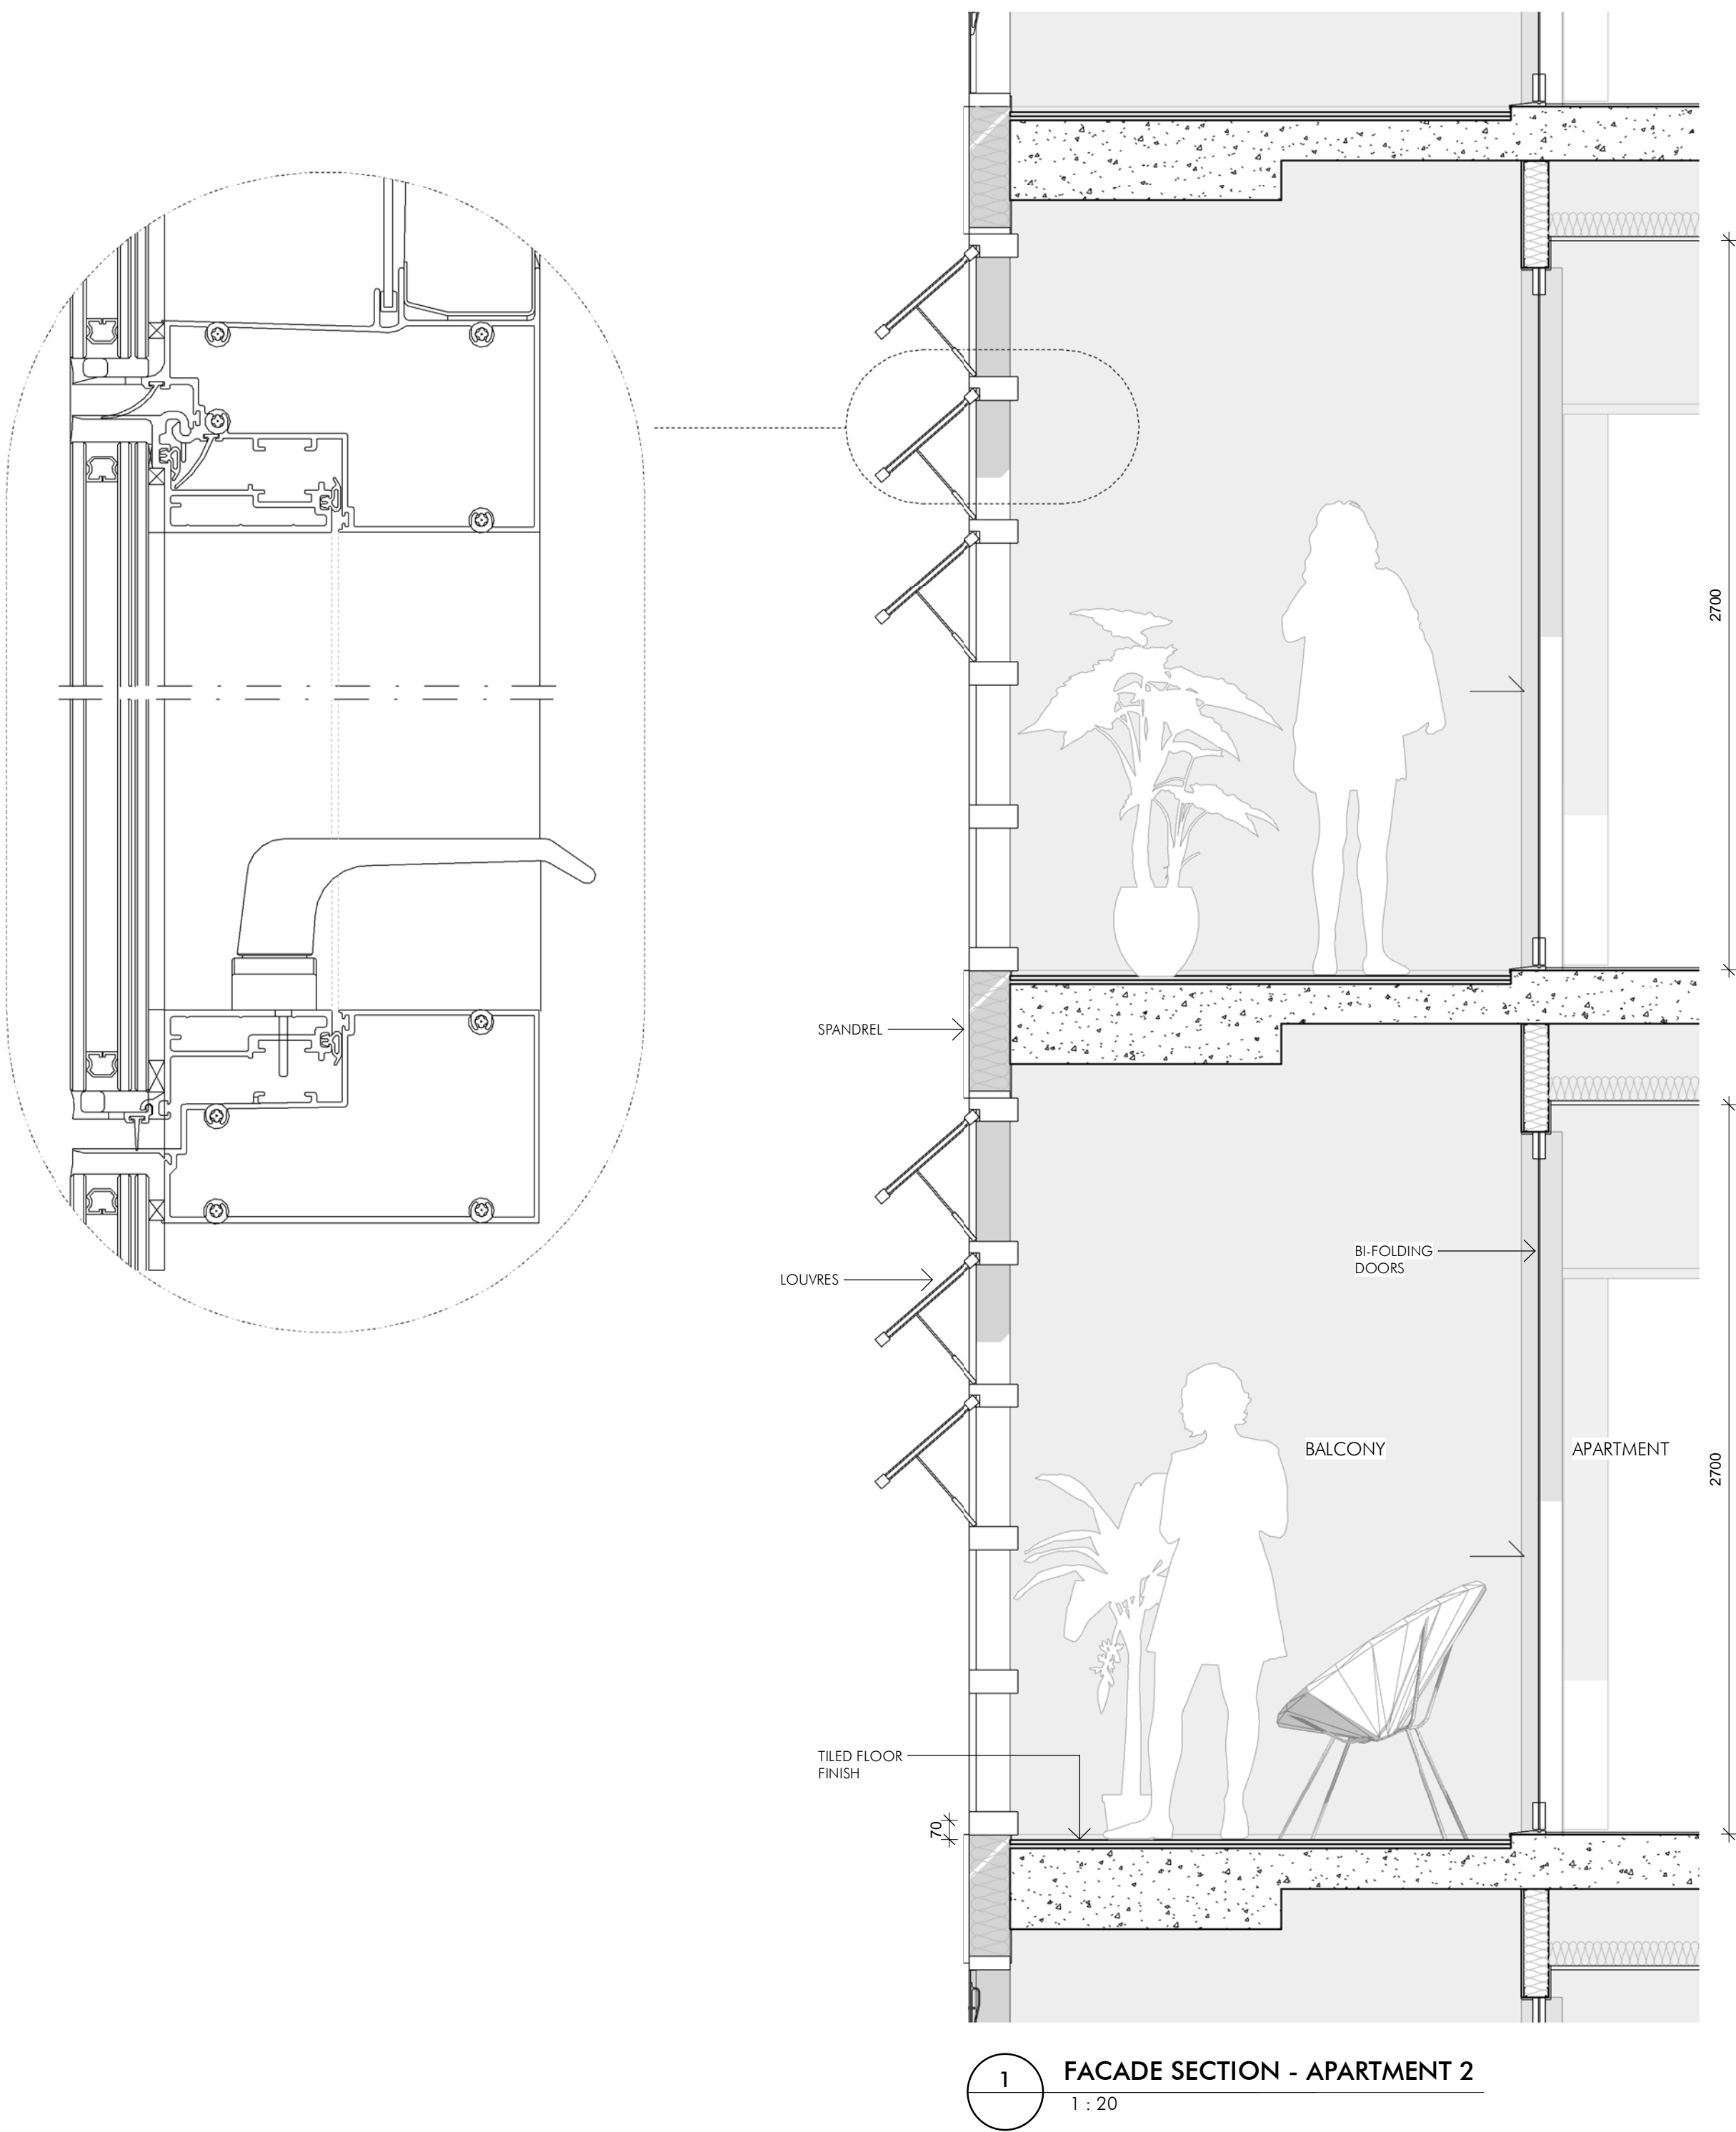 2700
SPANDREL
LOUVRES
BI-FOLDING
DOORS
BALCONY
APARTMENT
2700
TILED FLOOR
FINISH
70
1
FACADE SECTION - APARTMENT 2
1 : 20